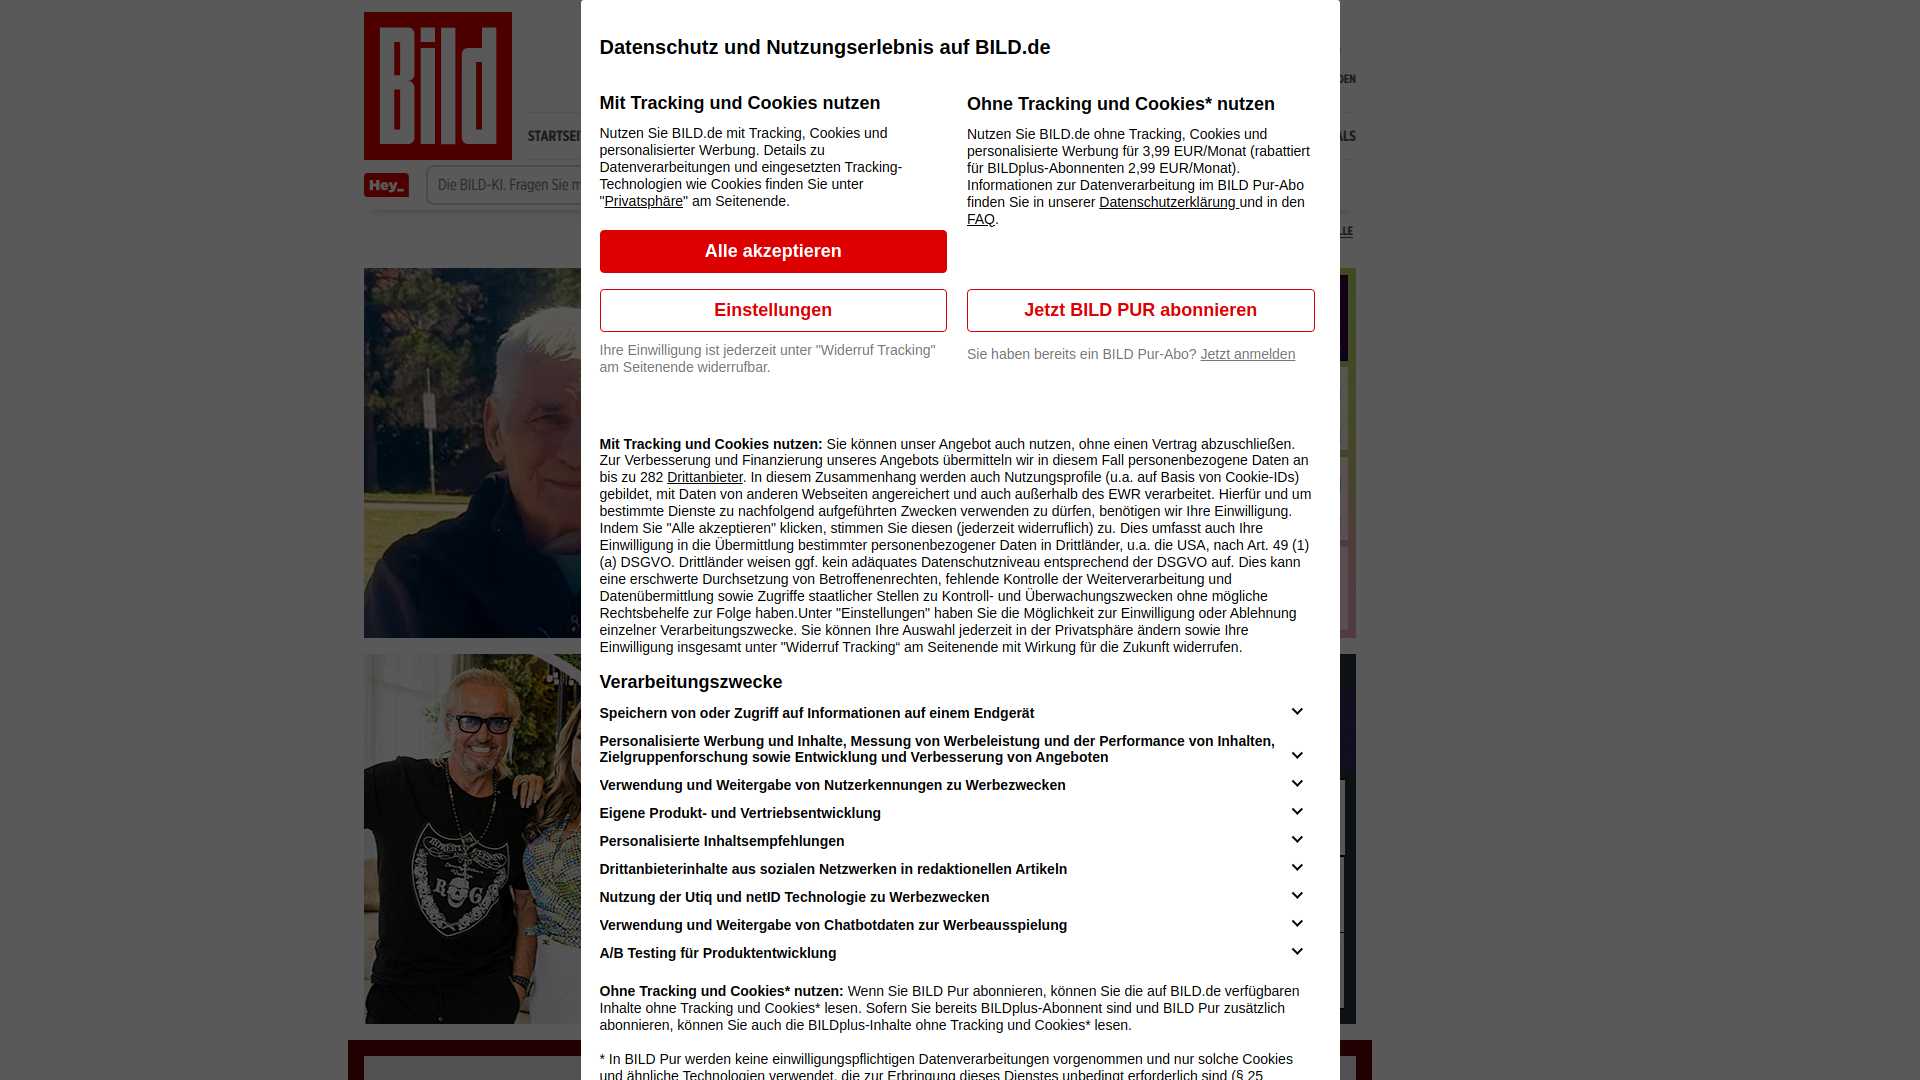 Bild
Datenschutz und Nutzungserlebnis auf BILD.de
Mit Tracking und Cookies nutzen
Nutzen Sie BILD.de mit Tracking, Cookies und
personalisierter Werbung. Details zu
Datenverarbeitungen und eingesetzten Tracking-
Technologien wie Cookies finden Sie unter
"Privatsphäre" am Seitenende.
Alle akzeptieren
Einstellungen
Ihre Einwilligung ist jederzeit unter "Widerruf Tracking"
am Seitenende widerrufbar.
Ohne Tracking und Cookies* nutzen
Nutzen Sie BILD.de ohne Tracking, Cookies und
personalisierte Werbung für 3,99 EUR/Monat (rabattiert
für BILDplus-Abonnenten 2,99 EUR/Monat).
Informationen zur Datenverarbeitung im BILD Pur-Abo
finden Sie in unserer Datenschutzerklärung und in den
FAQ.
Jetzt BILD PUR abonnieren
Sie haben bereits ein BILD Pur-Abo? Jetzt anmelden
Hey_
Die BILD-KI. Fragen Sie
Mit Tracking und Cookies nutzen: Sie können unser Angebot auch nutzen, ohne einen Vertrag abzuschließen.
Zur Verbesserung und Finanzierung unseres Angebots übermitteln wir in diesem Fall personenbezogene Daten an
bis zu 282 Drittanbieter. In diesem Zusammenhang werden auch Nutzungsprofile (u.a. auf Basis von Cookie-IDs)
gebildet, mit Daten von anderen Webseiten angereichert und auch außerhalb des EWR verarbeitet. Hierfür und um
bestimmte Dienste zu nachfolgend aufgeführten Zwecken verwenden zu dürfen, benötigen wir Ihre Einwilligung.
Indem Sie "Alle akzeptieren" klicken, stimmen Sie diesen (jederzeit widerruflich) zu. Dies umfasst auch Ihre
Einwilligung in die Übermittlung bestimmter personenbezogener Daten in Drittländer, u.a. die USA, nach Art. 49 (1)
(a) DSGVO. Drittländer weisen ggf. kein adäquates Datenschutzniveau entsprechend der DSGVO auf. Dies kann
eine erschwerte Durchsetzung von Betroffenenrechten, fehlende Kontrolle der Weiterverarbeitung und
Datenübermittlung sowie Zugriffe staatlicher Stellen zu Kontroll- und Überwachungszwecken ohne mögliche
Rechtsbehelfe zur Folge haben.Unter "Einstellungen" haben Sie die Möglichkeit zur Einwilligung oder Ablehnung
einzelner Verarbeitungszwecke. Sie können Ihre Auswahl jederzeit in der Privatsphäre ändern sowie Ihre
Einwilligung insgesamt unter "Widerruf Tracking“ am Seitenende mit Wirkung für die Zukunft widerrufen.
Verarbeitungszwecke
Speichern von oder Zugriff auf Informationen auf einem Endgerät
Personalisierte Werbung und Inhalte, Messung von Werbeleistung und der Performance von Inhalten,
Zielgruppenforschung sowie Entwicklung und Verbesserung von Angeboten
Verwendung und Weitergabe von Nutzerkennungen zu Werbezwecken
Eigene Produkt- und Vertriebsentwicklung
Personalisierte Inhaltsempfehlungen
Drittanbieterinhalte aus sozialen Netzwerken in redaktionellen Artikeln
Nutzung der Utiq und netID Technologie zu Werbezwecken
Verwendung und Weitergabe von Chatbotdaten zur Werbeausspielung
A/B Testing für Produktentwicklung
Ohne Tracking und Cookies* nutzen: Wenn Sie BILD Pur abonnieren, können Sie die auf BILD.de verfügbaren
Inhalte ohne Tracking und Cookies* lesen. Sofern Sie bereits BILDplus-Abonnent sind und BILD Pur zusätzlich
abonnieren, können Sie auch die BILDplus-Inhalte ohne Tracking und Cookies* lesen.
* In BILD Pur werden keine einwilligungspflichtigen Datenverarbeitungen vorgenommen und nur solche Cookies
und ähnliche Technologien verwendet, die zur Erbringung dieses Dienstes unbedingt erforderlich sind (§ 25